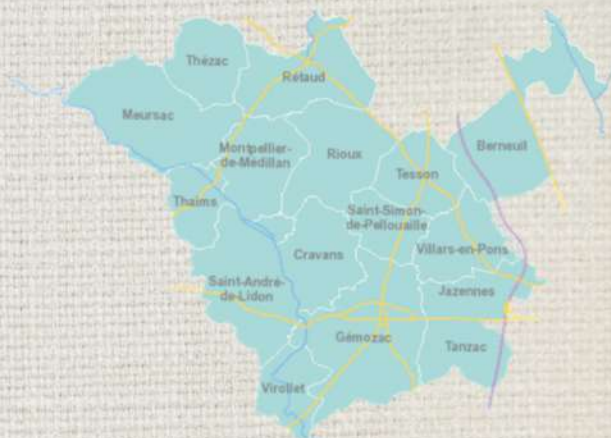 Thézac
Rétaud
Meursac
Montpellier-
de-Médillan
Rioux
Berneuil
Tesson
Thaims
Saint-Simon-
de-Pellouaille
Cravans
Villars-en-Pons
Saint-André-
de-Lidon
Jazennes
Gémozac
Tanzac
Virollet